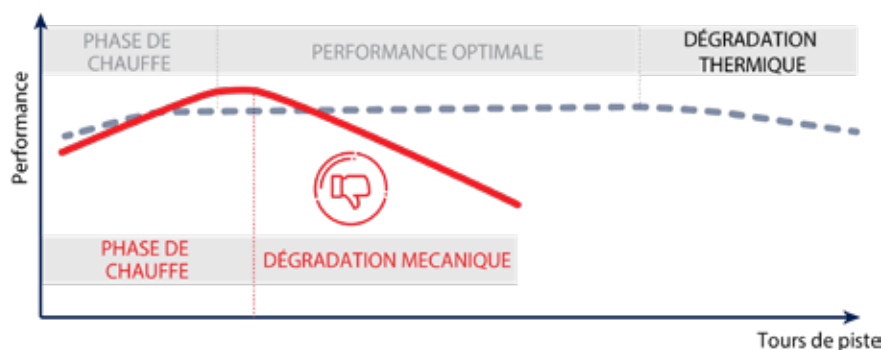 PHASE DE
CHAUFFE
PERFORMANCE OPTIMALE
DÉGRADATION
THERMIQUE
Performance
PHASE DE
CHAUFFE
DÉGRADATION MECANIQUE
Tours de piste